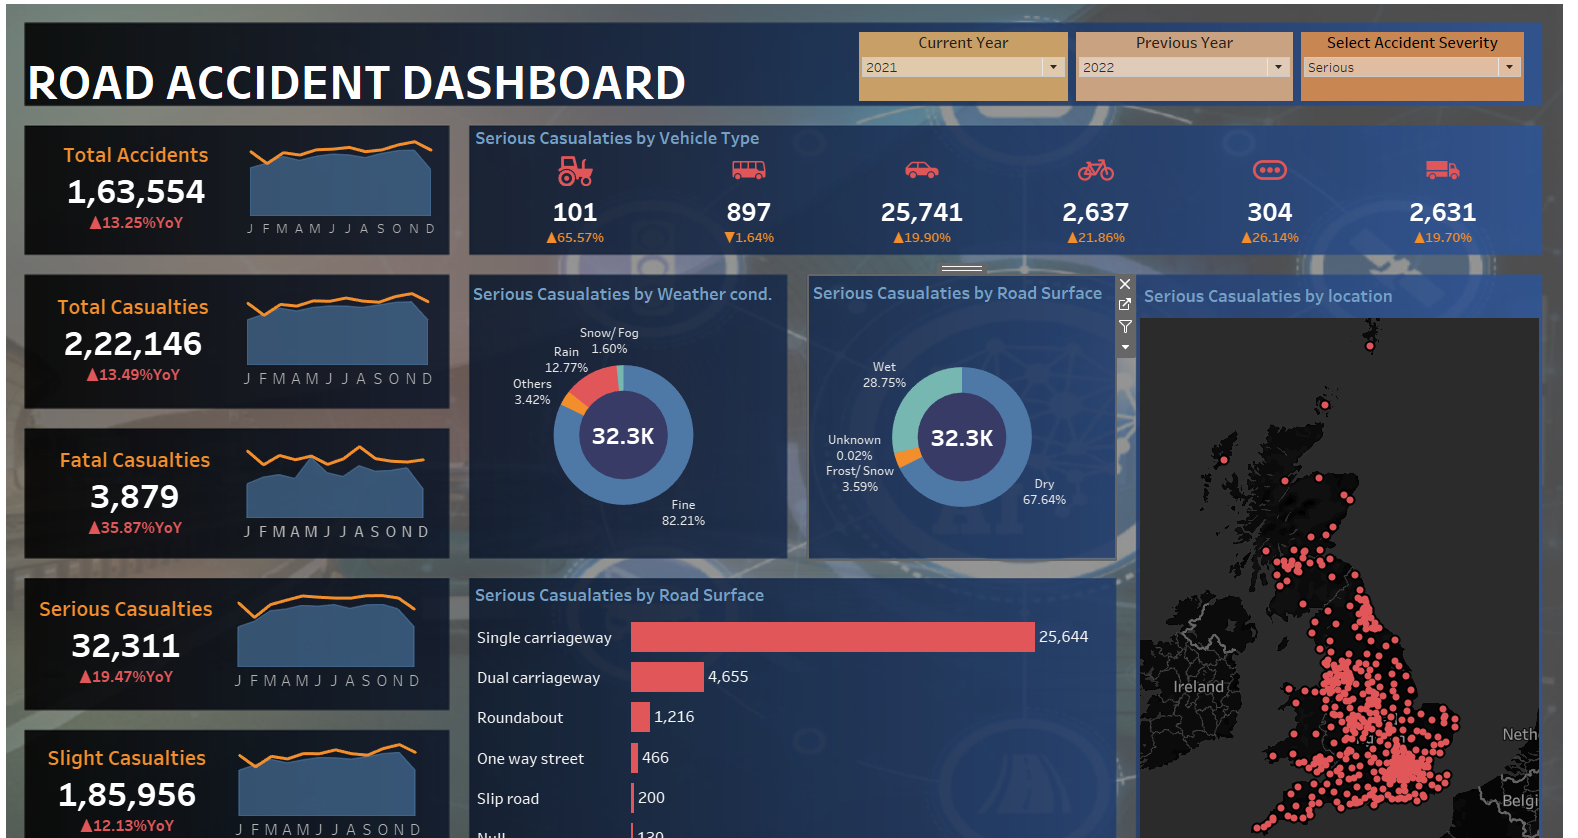 ROAD ACCIDENT DASHBOARD
Current Year
2021
Previous Year
2022
Select Accident Severity
Serious
Total Accidents
1,63,554
▲13.25%YoY
J F M A M J J A S O N D
Total Casualties
2,22,146
▲13.49%YoY
J F M A M J J A S O N D
Fatal Casualties
3,879
▲35.87%YoY
J F M A M J J A S O N D
Serious Casualties
32,311
▲19.47%YoY
J F M A M J J A S O N D
Slight Casualties
1,85,956
▲12.13%YoY
J F M A M J J A S O N D
Serious Casualaties by Vehicle Type
101 897 25,741 2,637 304 2,631
▲65.57% ▼1.64% ▲19.90% ▲21.86% ▲26.14% ▲19.70%
Serious Casualaties by Weather cond.
Snow/ Fog
1.60%
Rain
12.77%
Others
3.42%
32.3K
Fine
82.21%
Serious Casualaties by Road Surface
Wet
28.75%
Unknown
0.02%
Frost/ Snow
3.59%
32.3K
Dry
67.64%
Serious Casualaties by Road Surface
Single carriageway 25,644
Dual carriageway 4,655
Roundabout 1,216
One way street 466
Slip road 200
Null 130
Serious Casualaties by location
Ireland
Neth
Belgi